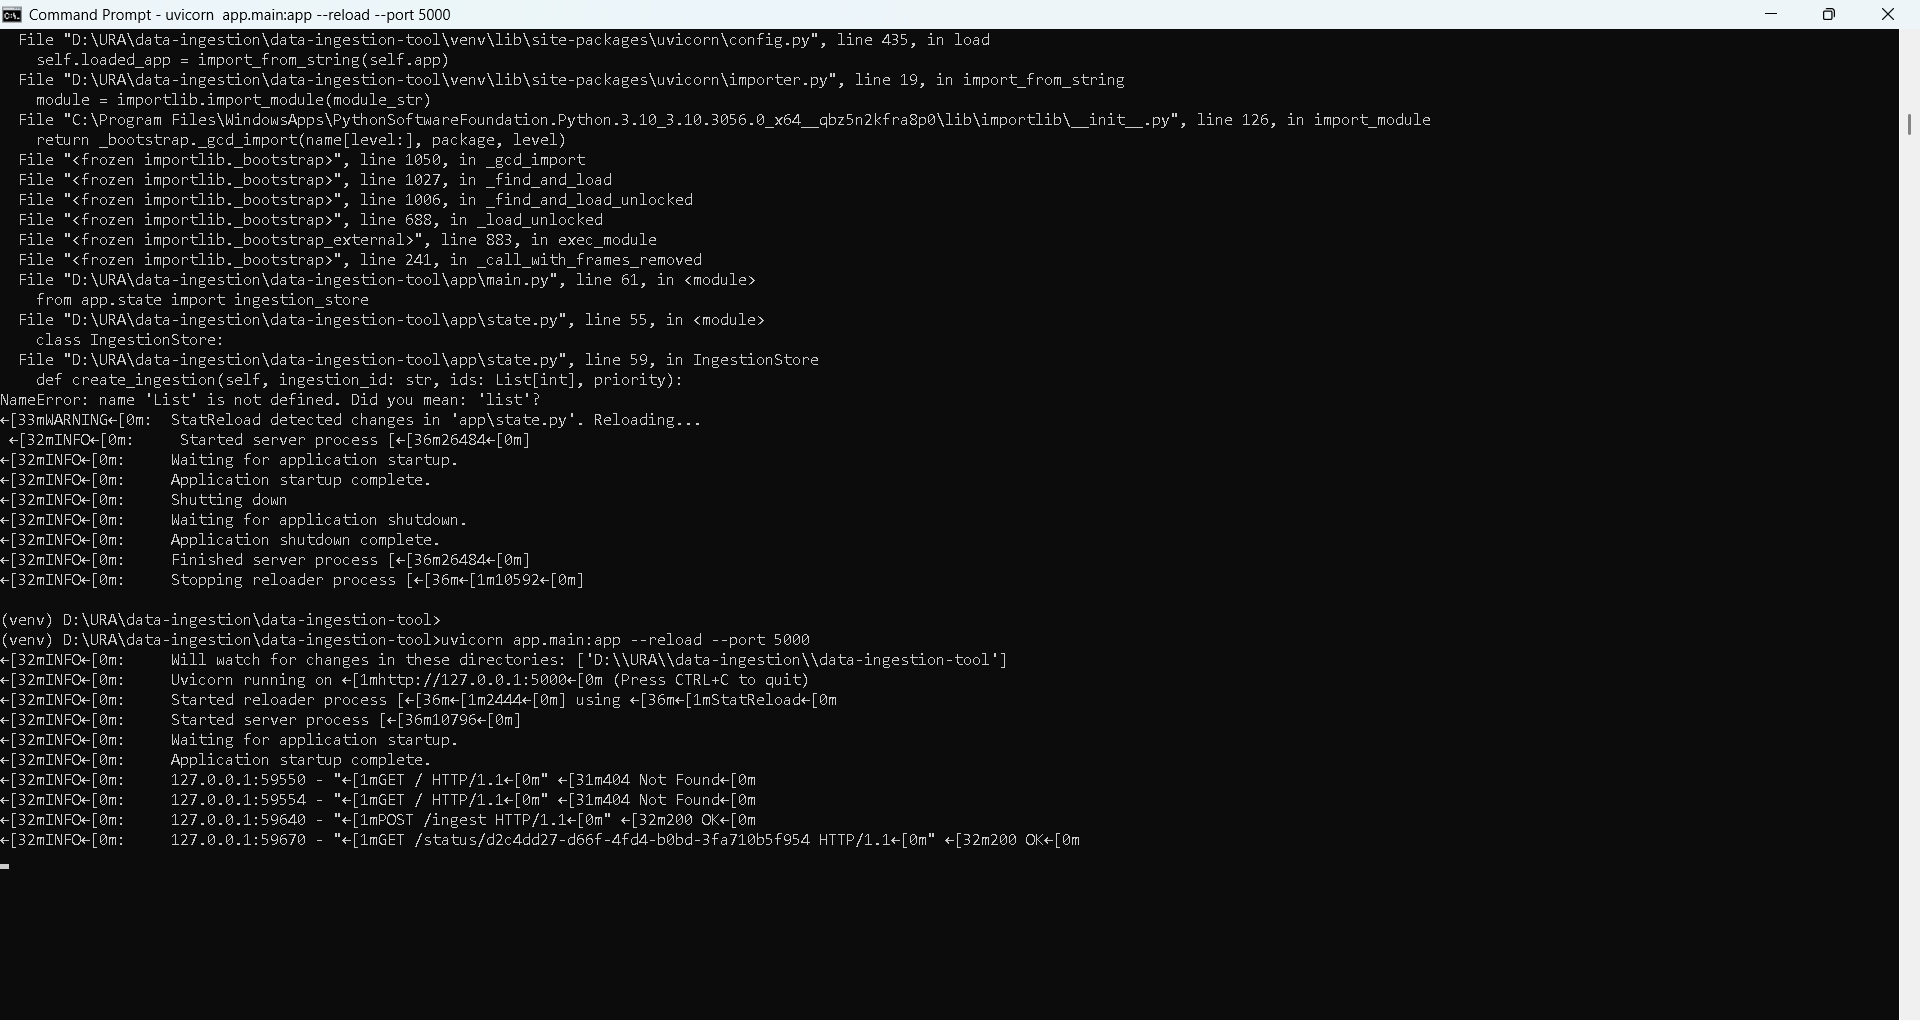 Command Prompt - uvicorn  app.main:app --reload --port 5000
  File "D:\URA\data-ingestion\data-ingestion-tool\venv\lib\site-packages\uvicorn\config.py", line 435, in load
    self.loaded_app = import_from_string(self.app)
  File "D:\URA\data-ingestion\data-ingestion-tool\venv\lib\site-packages\uvicorn\importer.py", line 19, in import_from_string
    module = importlib.import_module(module_str)
  File "C:\Program Files\WindowsApps\PythonSoftwareFoundation.Python.3.10_3.10.3056.0_x64__qbz5n2kfra8p0\lib\importlib\__init__.py", line 126, in import_module
    return _bootstrap._gcd_import(name[level:], package, level)
  File "<frozen importlib._bootstrap>", line 1050, in _gcd_import
  File "<frozen importlib._bootstrap>", line 1027, in _find_and_load
  File "<frozen importlib._bootstrap>", line 1006, in _find_and_load_unlocked
  File "<frozen importlib._bootstrap>", line 688, in _load_unlocked
  File "<frozen importlib._bootstrap_external>", line 883, in exec_module
  File "<frozen importlib._bootstrap>", line 241, in _call_with_frames_removed
  File "D:\URA\data-ingestion\data-ingestion-tool\app\main.py", line 61, in <module>
    from app.state import ingestion_store
  File "D:\URA\data-ingestion\data-ingestion-tool\app\state.py", line 55, in <module>
    class IngestionStore:
  File "D:\URA\data-ingestion\data-ingestion-tool\app\state.py", line 59, in IngestionStore
    def create_ingestion(self, ingestion_id: str, ids: List[int], priority):
NameError: name 'List' is not defined. Did you mean: 'list'?
←[33mWARNING←[0m:  StatReload detected changes in 'app\state.py'. Reloading...
 ←[32mINFO←[0m:     Started server process [←[36m26484←[0m]
←[32mINFO←[0m:     Waiting for application startup.
←[32mINFO←[0m:     Application startup complete.
←[32mINFO←[0m:     Shutting down
←[32mINFO←[0m:     Waiting for application shutdown.
←[32mINFO←[0m:     Application shutdown complete.
←[32mINFO←[0m:     Finished server process [←[36m26484←[0m]
←[32mINFO←[0m:     Stopping reloader process [←[36m←[1m10592←[0m]
(venv) D:\URA\data-ingestion\data-ingestion-tool>
(venv) D:\URA\data-ingestion\data-ingestion-tool>uvicorn app.main:app --reload --port 5000
←[32mINFO←[0m:     Will watch for changes in these directories: ['D:\\URA\\data-ingestion\\data-ingestion-tool']
←[32mINFO←[0m:     Uvicorn running on ←[1mhttp://127.0.0.1:5000←[0m (Press CTRL+C to quit)
←[32mINFO←[0m:     Started reloader process [←[36m←[1m2444←[0m] using ←[36m←[1mStatReload←[0m
←[32mINFO←[0m:     Started server process [←[36m10796←[0m]
←[32mINFO←[0m:     Waiting for application startup.
←[32mINFO←[0m:     Application startup complete.
←[32mINFO←[0m:     127.0.0.1:59550 - "←[1mGET / HTTP/1.1←[0m" ←[31m404 Not Found←[0m
←[32mINFO←[0m:     127.0.0.1:59554 - "←[1mGET / HTTP/1.1←[0m" ←[31m404 Not Found←[0m
←[32mINFO←[0m:     127.0.0.1:59640 - "←[1mPOST /ingest HTTP/1.1←[0m" ←[32m200 OK←[0m
←[32mINFO←[0m:     127.0.0.1:59670 - "←[1mGET /status/d2c4dd27-d66f-4fd4-b0bd-3fa710b5f954 HTTP/1.1←[0m" ←[32m200 OK←[0m